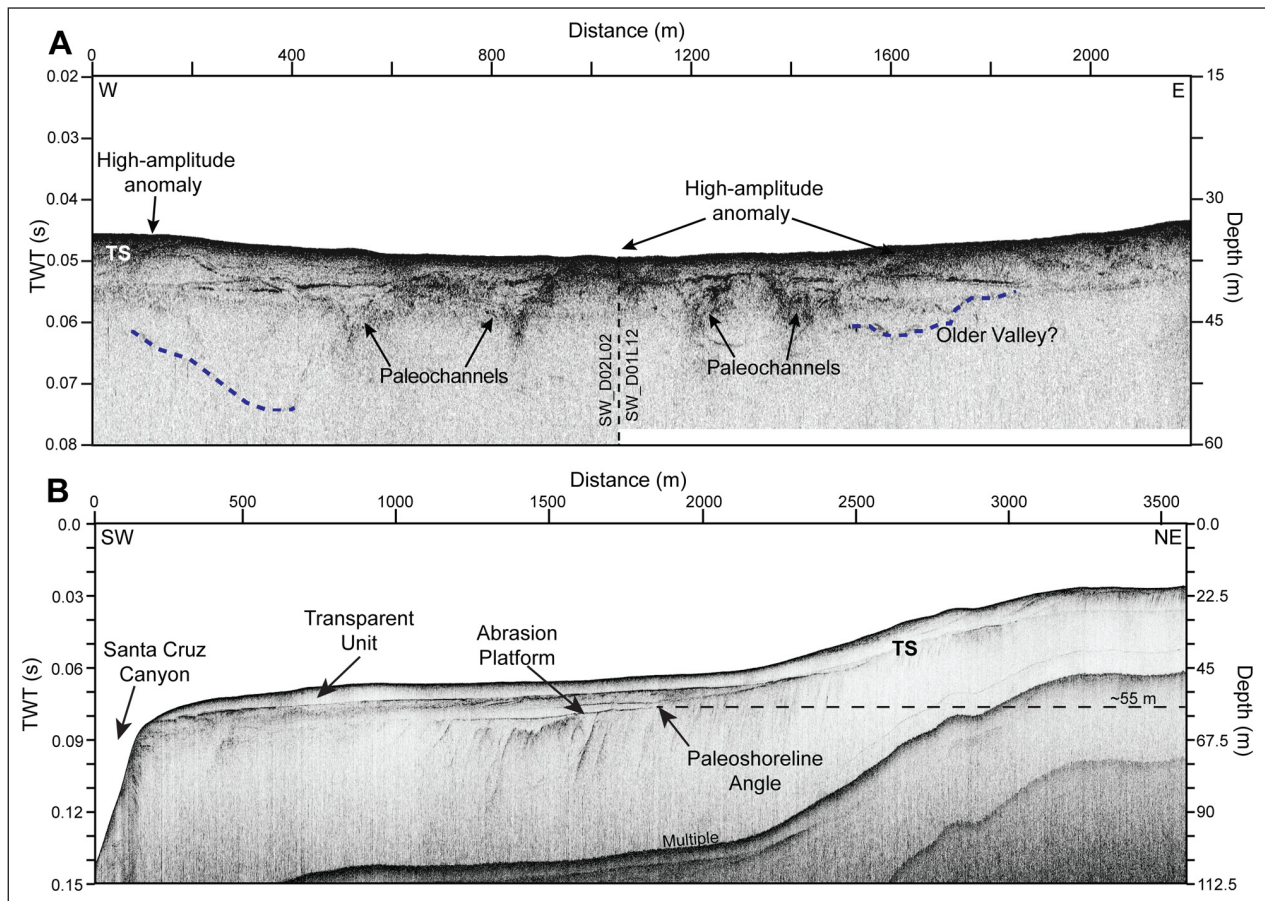 A
Distance (m)
0 400 800 1200 1600 2000
0.02 15
W E
0.03
High-amplitude
anomaly
High-amplitude
anomaly
0.04 30
TS
TWT (s)
Depth (m)
0.05
0.06 45
Paleochannels
Paleochannels
Older Valley?
SW_D02L02
SW_D01L12
0.07
0.08 60
B
Distance (m)
0 500 1000 1500 2000 2500 3000 3500
0.0 0.0
SW NE
0.03 22.5
Transparent
Unit
Abrasion
Platform
TS
Santa Cruz
Canyon
0.06 45
TWT (s)
Depth (m)
~55 m
0.09 67.5
Paleoshoreline
Angle
0.12 90
Multiple
0.15 112.5